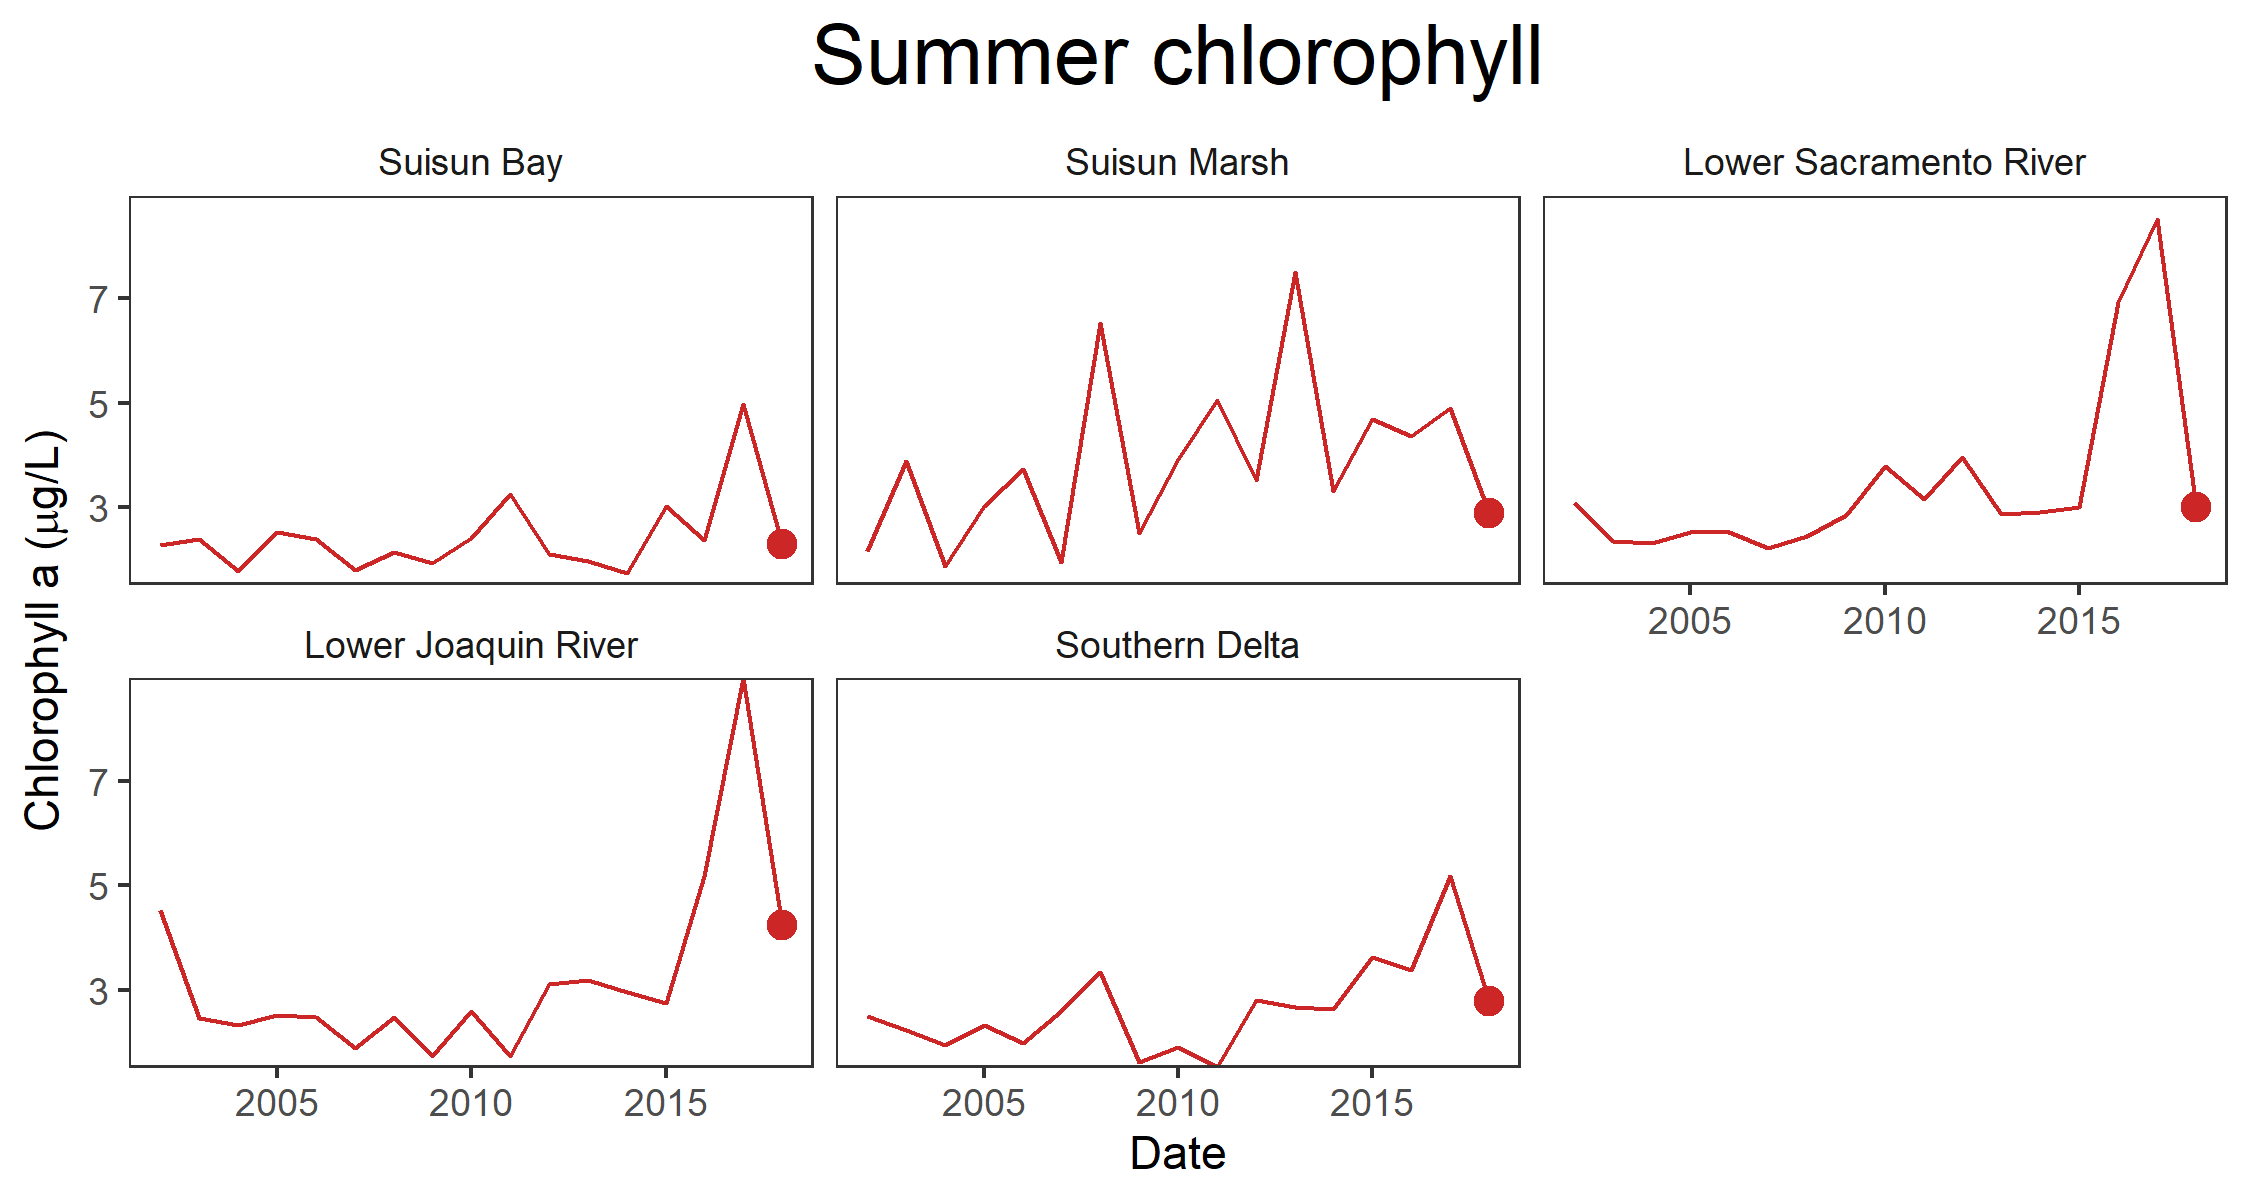 Summer chlorophyll
Suisun Bay
Suisun Marsh
Lower Sacramento River
7
5
3
2005
2010
2015
Chlorophyll a (µg/L)
Lower Joaquin River
Southern Delta
7
5
3
2005
2010
2015
2005
2010
2015
Date